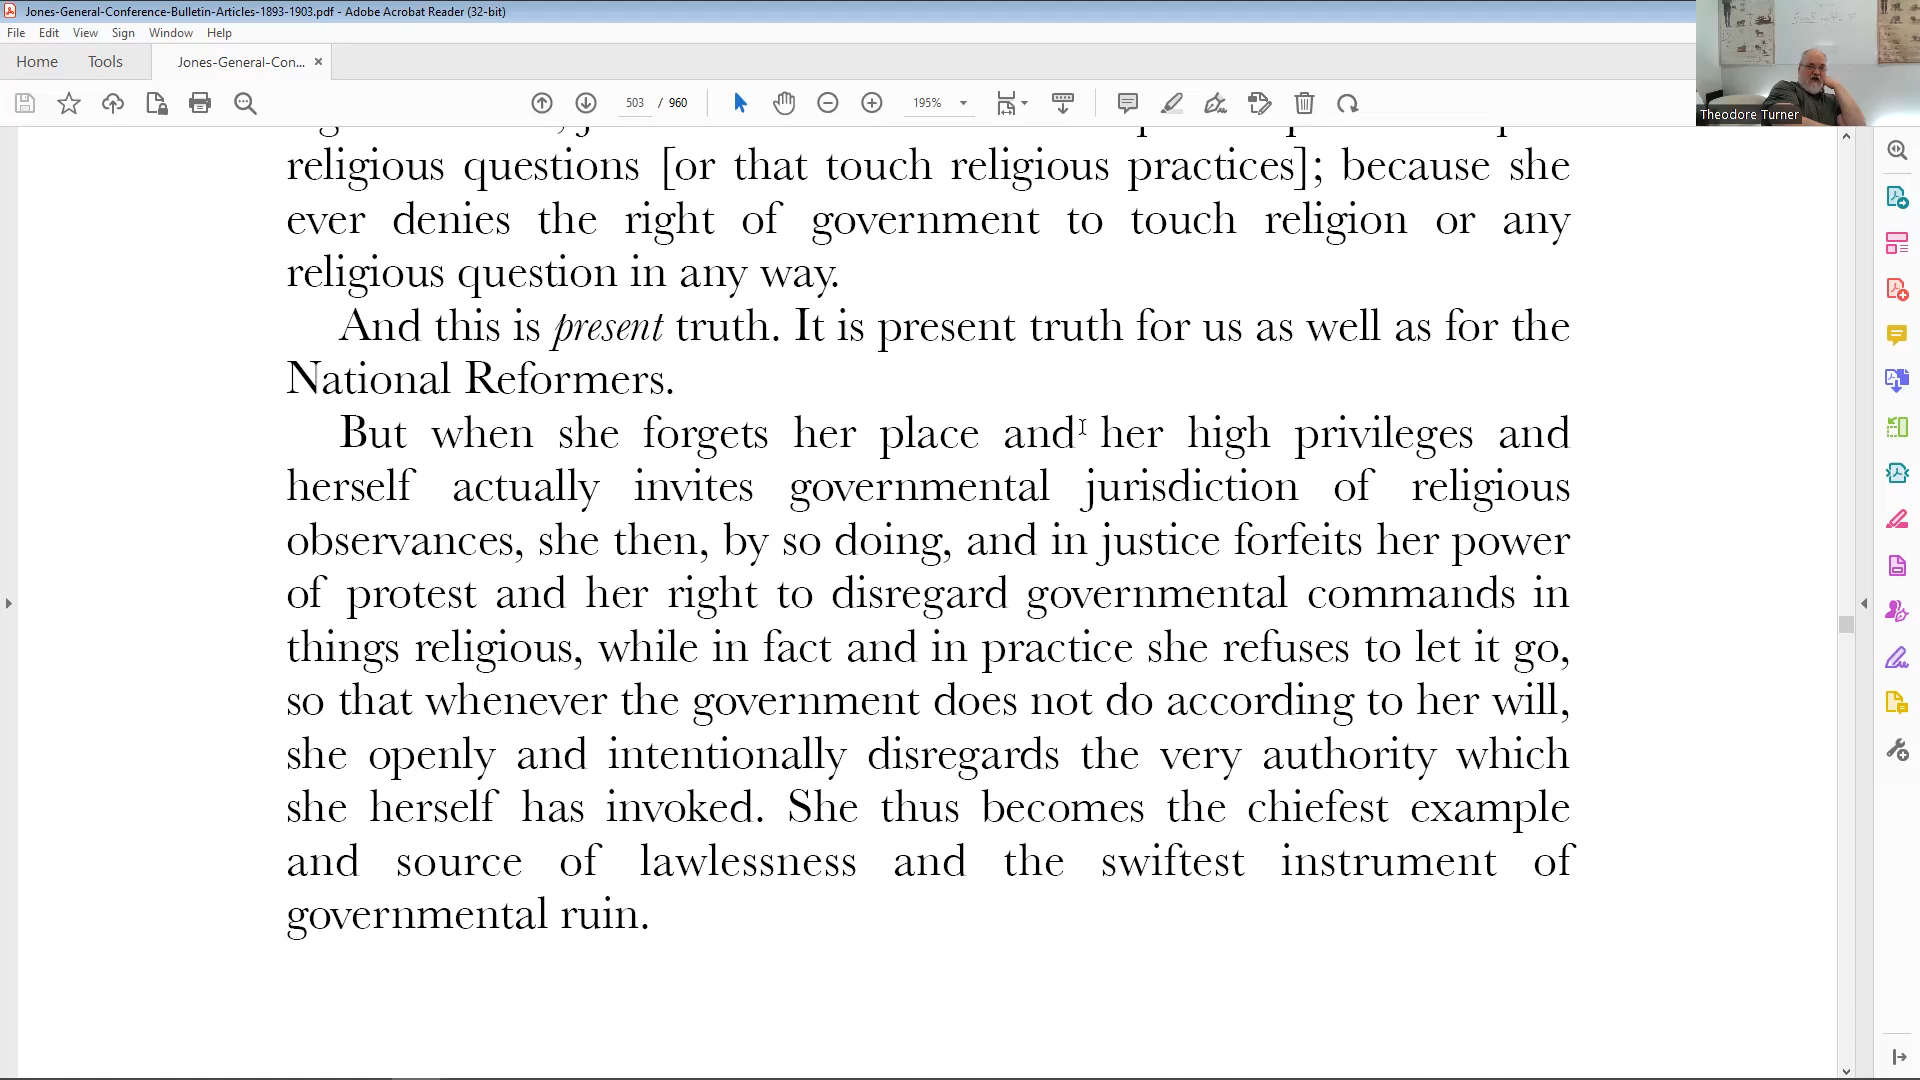 Jones-General-Conference-Bulletin-Articles-1893-1903.pdf - Adobe Acrobat Reader (32-bit)
File Edit View Sign Window Help
Home Tools Jones-General-Con... ×
503 / 960 195%
Theodore Turner
religious questions [or that touch religious practices]; because she
ever denies the right of government to touch religion or any
religious question in any way.
And this is present truth. It is present truth for us as well as for the
National Reformers.
But when she forgets her place and her high privileges and
herself actually invites governmental jurisdiction of religious
observances, she then, by so doing, and in justice forfeits her power
of protest and her right to disregard governmental commands in
things religious, while in fact and in practice she refuses to let it go,
so that whenever the government does not do according to her will,
she openly and intentionally disregards the very authority which
she herself has invoked. She thus becomes the chiefest example
and source of lawlessness and the swiftest instrument of
governmental ruin.